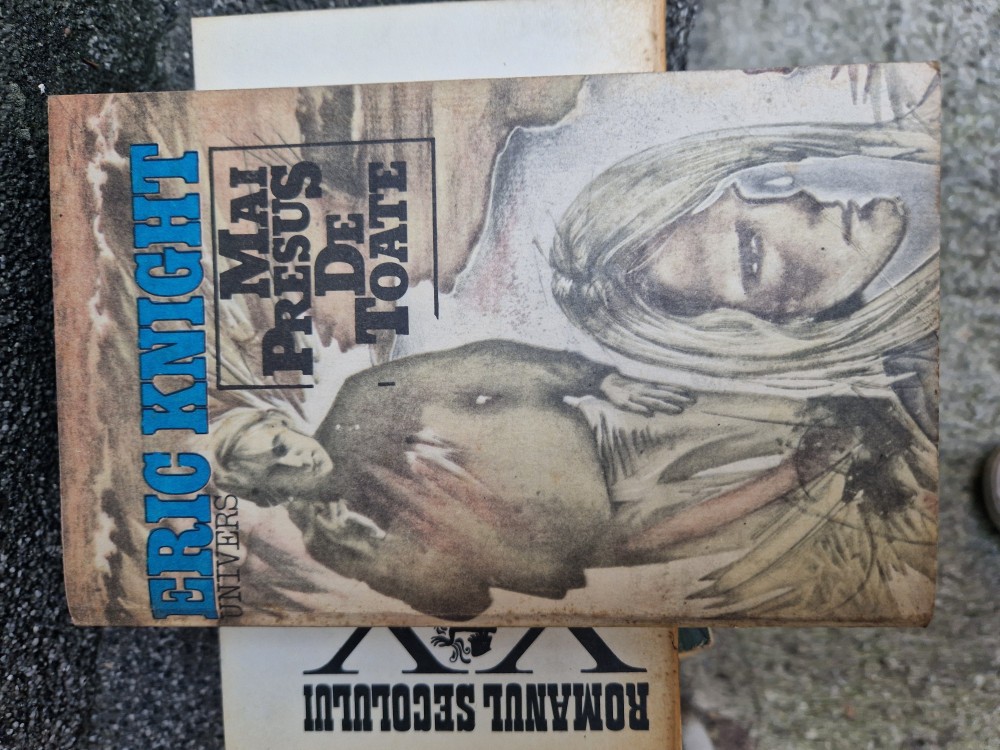 ERIC KNIGHT
UNIVERS
MAI
PRESUS
DE
TOATE
XX
ROMANUL SECOLULUI